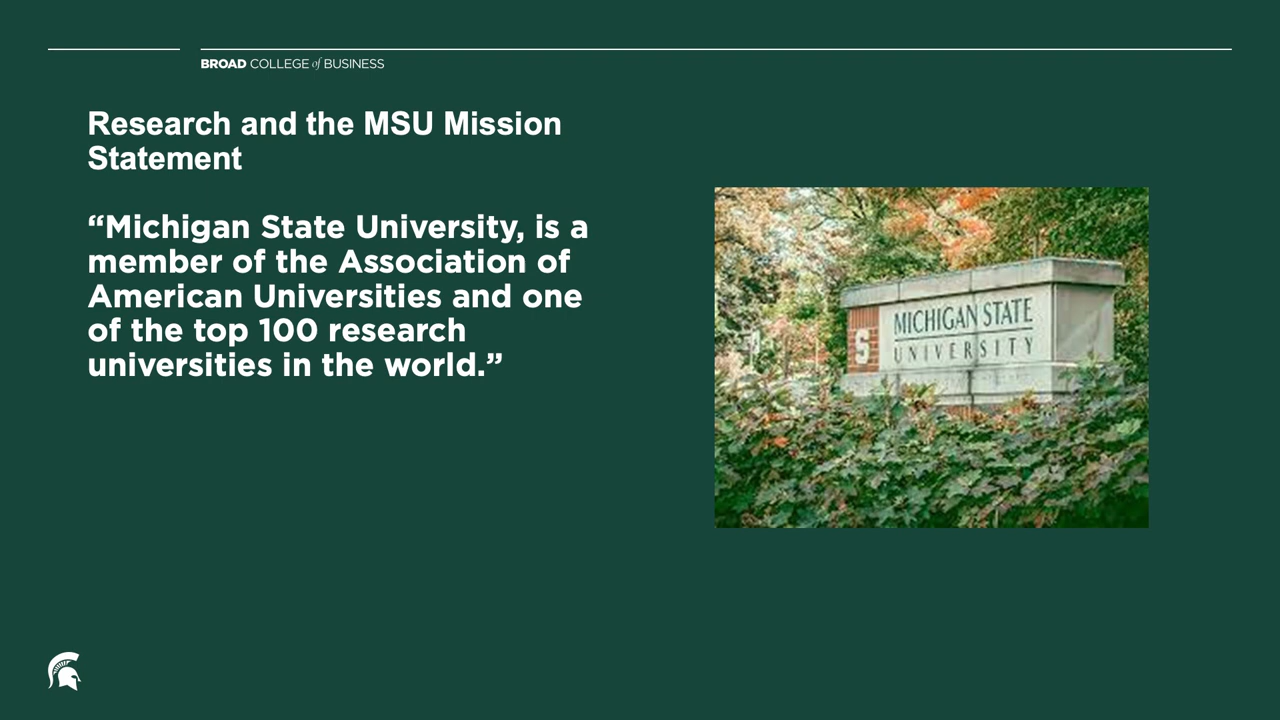 BROAD COLLEGE of BUSINESS
Research and the MSU Mission
Statement
“Michigan State University, is a
member of the Association of
American Universities and one
of the top 100 research
universities in the world.”
S
MICHIGAN STATE
UNIVERSITY